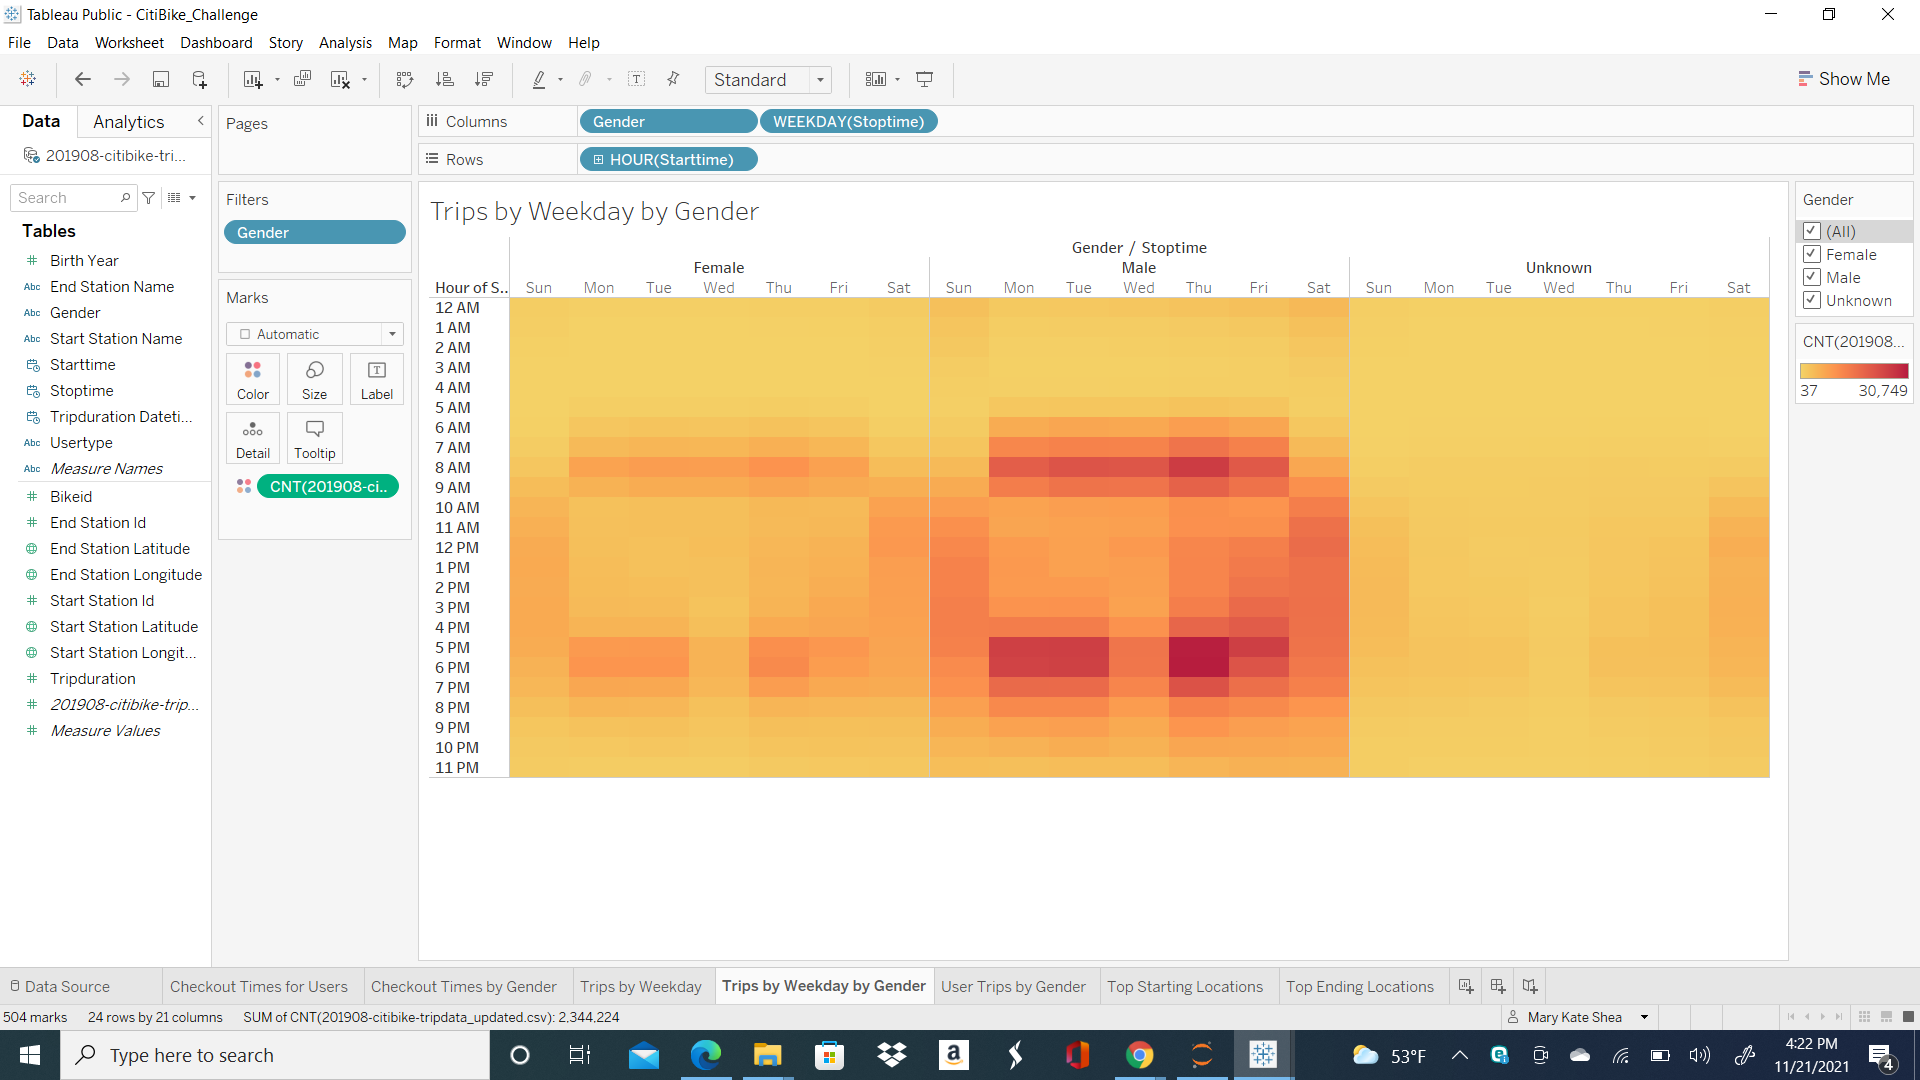 Tableau Public - CitiBike_Challenge
File Data Worksheet Dashboard Story Analysis Map Format Window Help
Standard
Show Me
Data Analytics
201908-citibike-tri...
Search
Tables
# Birth Year
Abc End Station Name
Abc Gender
Abc Start Station Name
Starttime
Stoptime
Tripduration Dateti...
Abc Usertype
Abc Measure Names
# Bikeid
# End Station Id
End Station Latitude
End Station Longitude
# Start Station Id
Start Station Latitude
Start Station Longit...
# Tripduration
# 201908-citibike-trip...
# Measure Values
Pages
Filters
Gender
Marks
Automatic
Color Size Label
Detail Tooltip
CNT(201908-ci..
Columns Gender WEEKDAY(Stoptime)
Rows HOUR(Starttime)
Trips by Weekday by Gender
Gender / Stoptime
Female Male Unknown
Hour of S.. Sun Mon Tue Wed Thu Fri Sat Sun Mon Tue Wed Thu Fri Sat Sun Mon Tue Wed Thu Fri Sat
12 AM
1 AM
2 AM
3 AM
4 AM
5 AM
6 AM
7 AM
8 AM
9 AM
10 AM
11 AM
12 PM
1 PM
2 PM
3 PM
4 PM
5 PM
6 PM
7 PM
8 PM
9 PM
10 PM
11 PM
Gender
(All)
Female
Male
Unknown
CNT(201908...
37 30,749
Data Source Checkout Times for Users Checkout Times by Gender Trips by Weekday Trips by Weekday by Gender User Trips by Gender Top Starting Locations Top Ending Locations
504 marks 24 rows by 21 columns SUM of CNT(201908-citibike-tripdata_updated.csv): 2,344,224 Mary Kate Shea
Type here to search
53°F
4:22 PM
11/21/2021
4